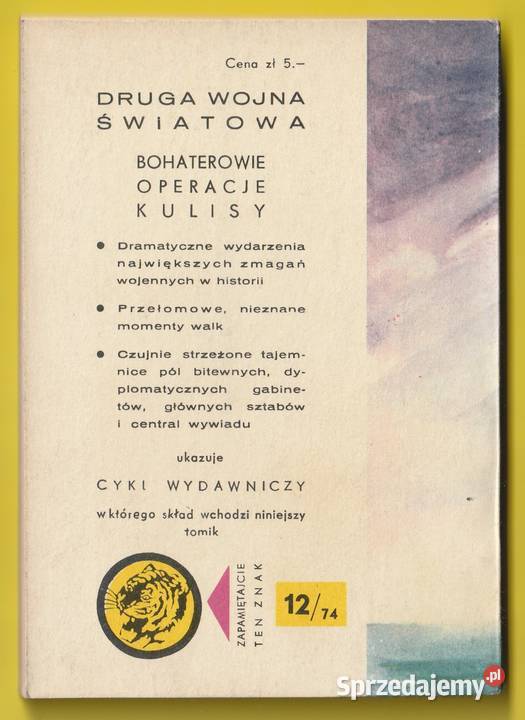 Cena zł 5.—
DRUGA WOJNA
ŚWIATOWA
BOHATEROWIE
OPERACJE
KULISY
● Dramatyczne wydarzenia
największych zmagań
wojennych w historii
● Przełomowe, nieznane
momenty walk
● Czujnie strzeżone tajem-
nice pól bitewnych, dy-
plomatycznych gabine-
tów, głównych sztabów
i central wywiadu
ukazuje
CYKL WYDAWNICZY
w którego skład wchodzi niniejszy
tomik
ZAPAMIĘTAJCIE
TEN ZNAK
12/74
Sprzedajemy.pl